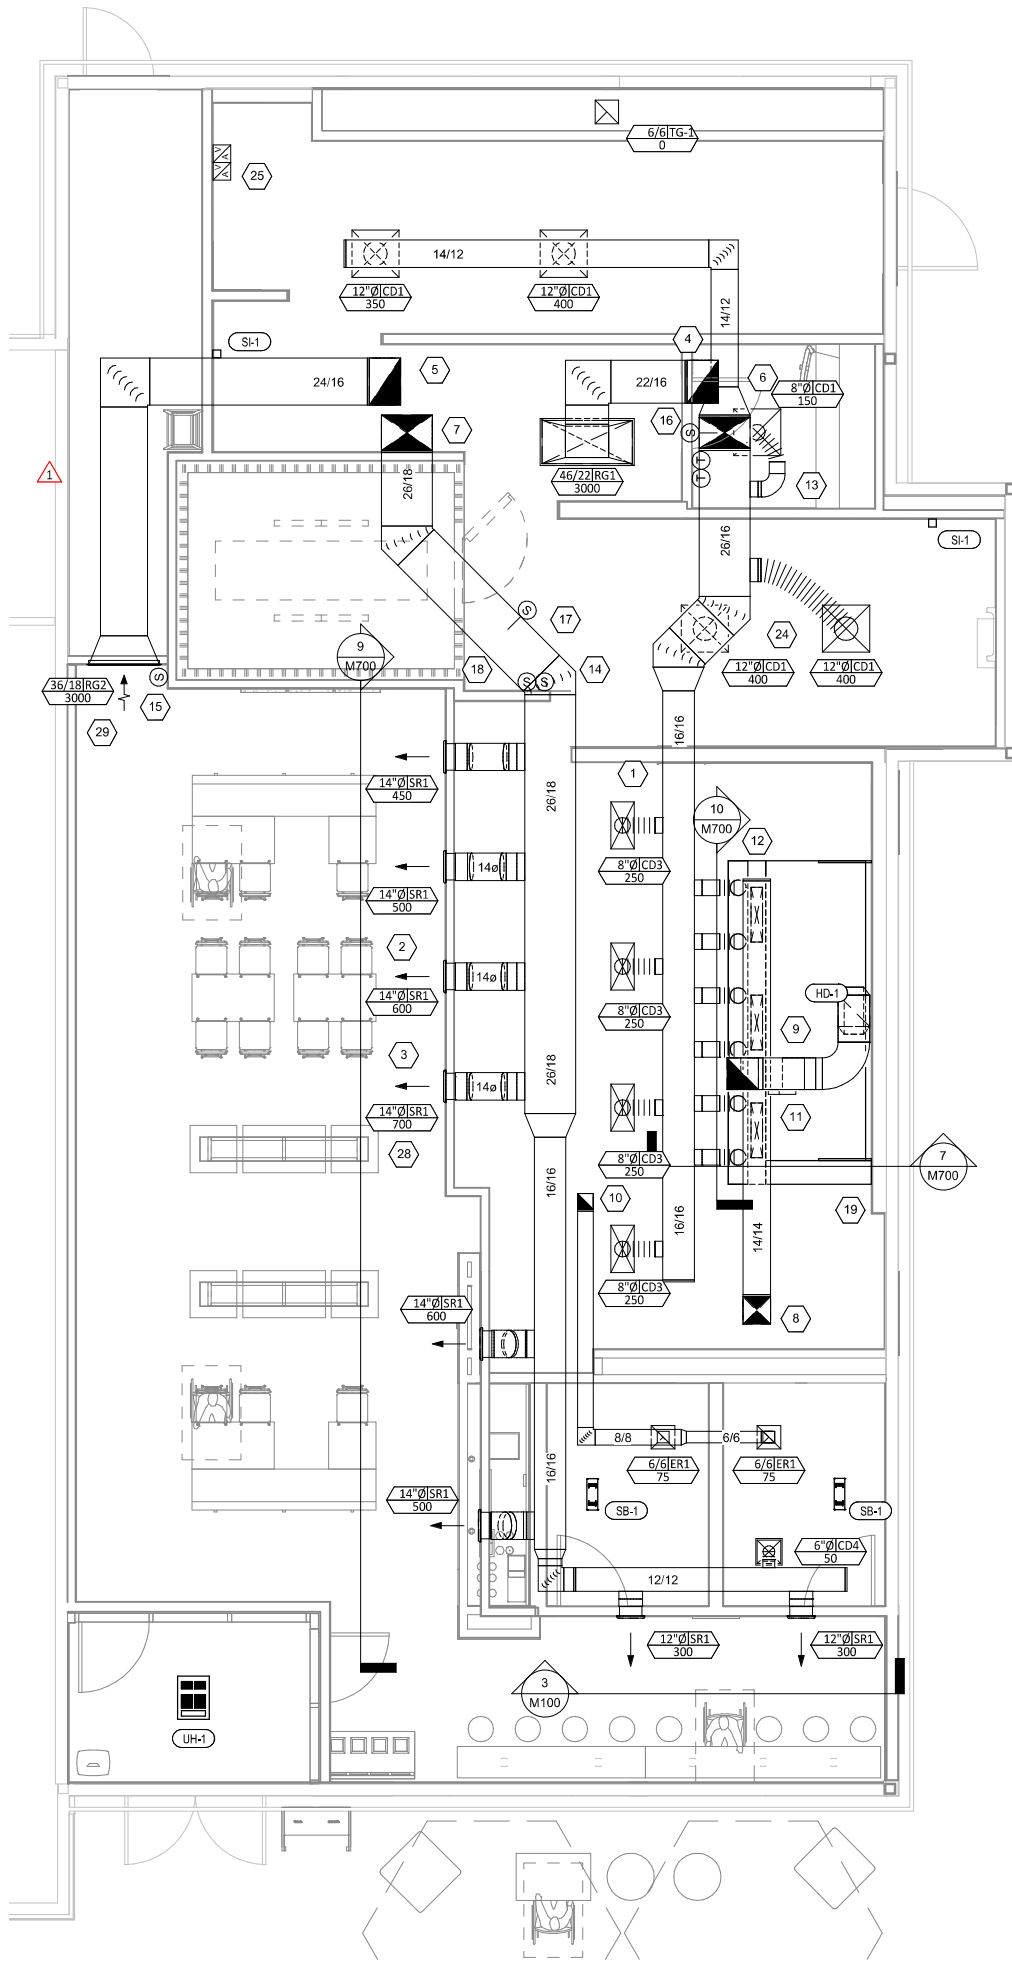 6/6 TG-1
0
V
A
V
A
25
14/12
12"Ø CD1
350
12"Ø CD1
400
14/12
SI-1
4
5
24/16
22/16
6
8"Ø CD1
150
16
7
S
1
26/18
46/22 RG1
3000
T
T
13
26/16
SI-1
S
17
9
M700
24
18
14
12"Ø CD1
400
12"Ø CD1
400
36/18 RG2
3000
S
15
S
S
29
16/16
1
14"Ø SR1
450
26/18
10
M700
12
14ø
8"Ø CD3
250
14"Ø SR1
500
2
14ø
14"Ø SR1
600
HD-1
8"Ø CD3
250
9
3
26/18
14ø
14"Ø SR1
700
11
28
8"Ø CD3
250
7
M700
16/16
10
16/16
19
14/14
8"Ø CD3
250
14"Ø SR1
600
8
8/8
6/6
16/16
6/6 ER1
75
6/6 ER1
75
14"Ø SR1
500
SB-1
SB-1
6"Ø CD4
50
12/12
12"Ø SR1
300
12"Ø SR1
300
3
M100
UH-1